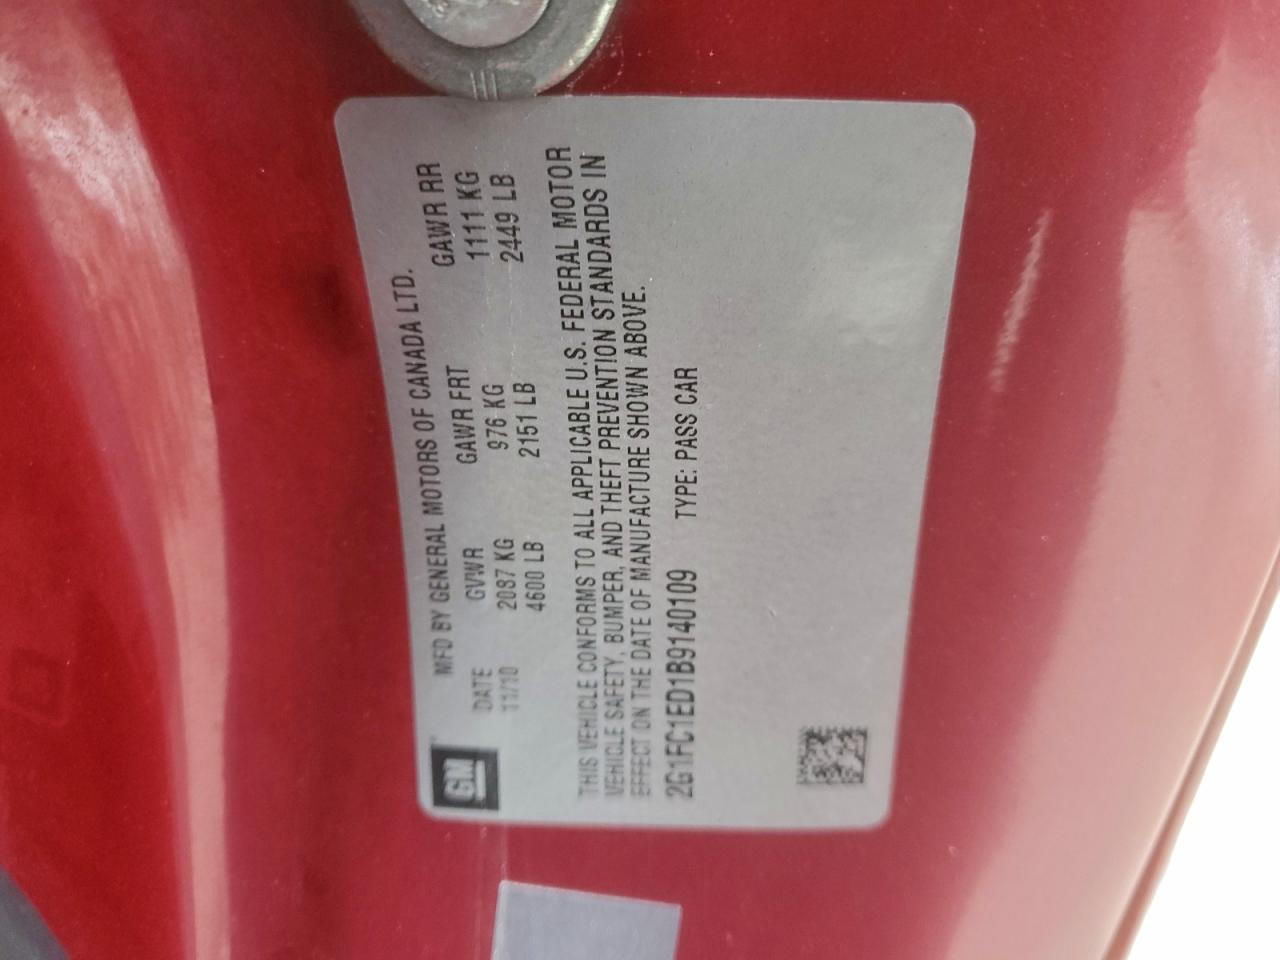 GM
MFD BY GENERAL MOTORS OF CANADA LTD.
DATE GVWR GAWR FRT GAWR RR
11/10 2087 KG 976 KG 1111 KG
4600 LB 2151 LB 2449 LB
THIS VEHICLE CONFORMS TO ALL APPLICABLE U.S. FEDERAL MOTOR
VEHICLE SAFETY, BUMPER, AND THEFT PREVENTION STANDARDS IN
EFFECT ON THE DATE OF MANUFACTURE SHOWN ABOVE.
2G1FC1ED1B9140109 TYPE: PASS CAR